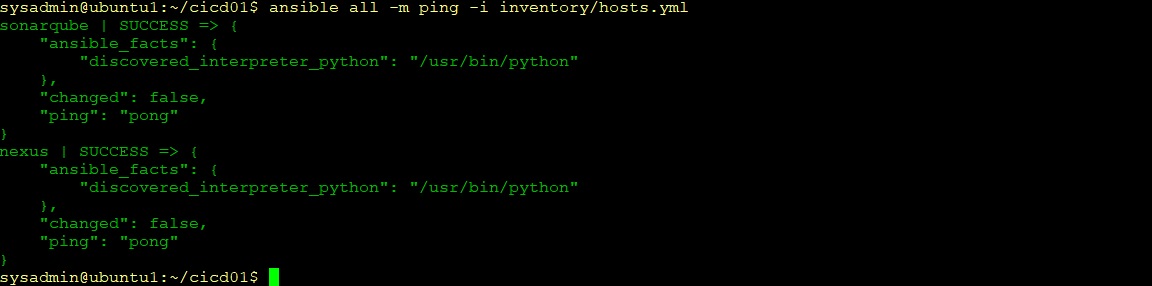 sysadmin@ubuntu1:~/cicd01$ ansible all -m ping -i inventory/hosts.yml
sonarqube | SUCCESS => {
    "ansible_facts": {
        "discovered_interpreter_python": "/usr/bin/python"
    },
    "changed": false,
    "ping": "pong"
}
nexus | SUCCESS => {
    "ansible_facts": {
        "discovered_interpreter_python": "/usr/bin/python"
    },
    "changed": false,
    "ping": "pong"
}
sysadmin@ubuntu1:~/cicd01$